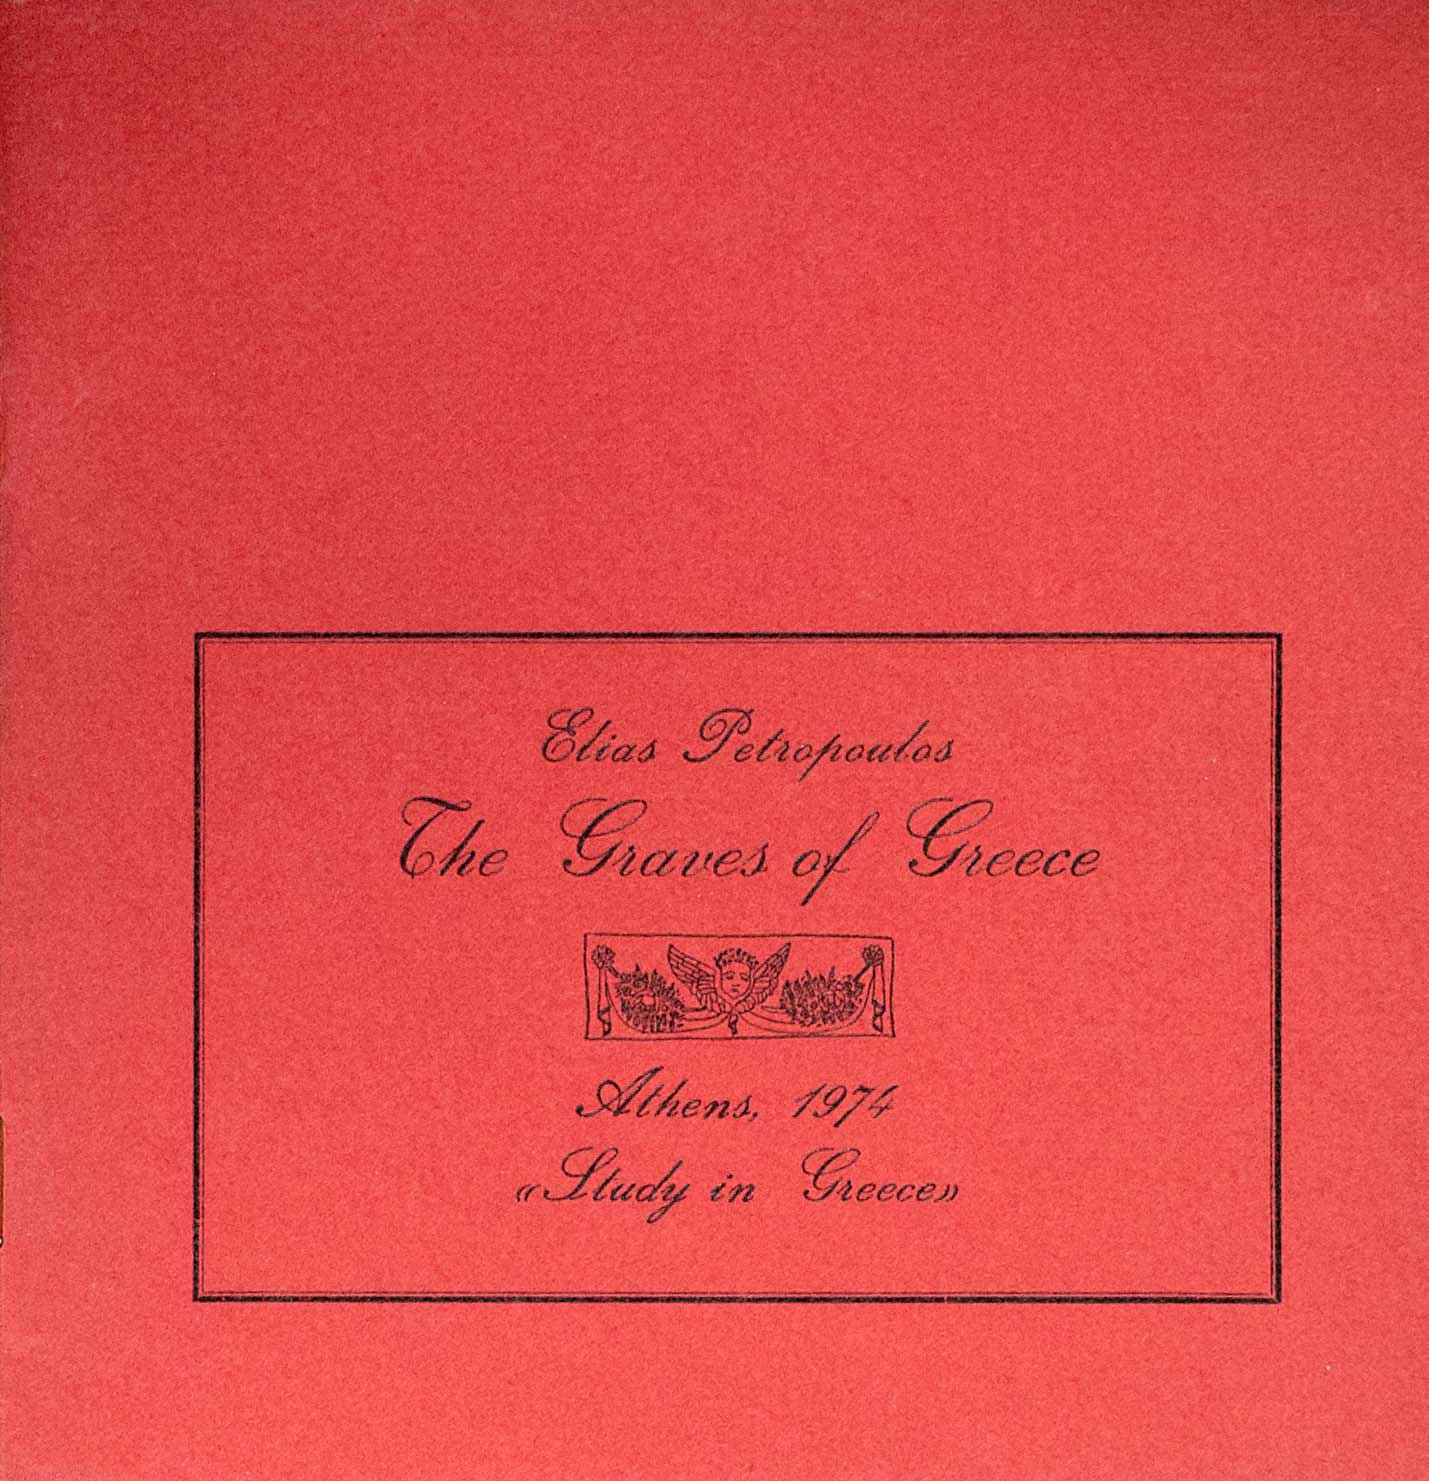 Elias Petropoulos
The Graves of Greece
Athens, 1974
«Study in Greece»